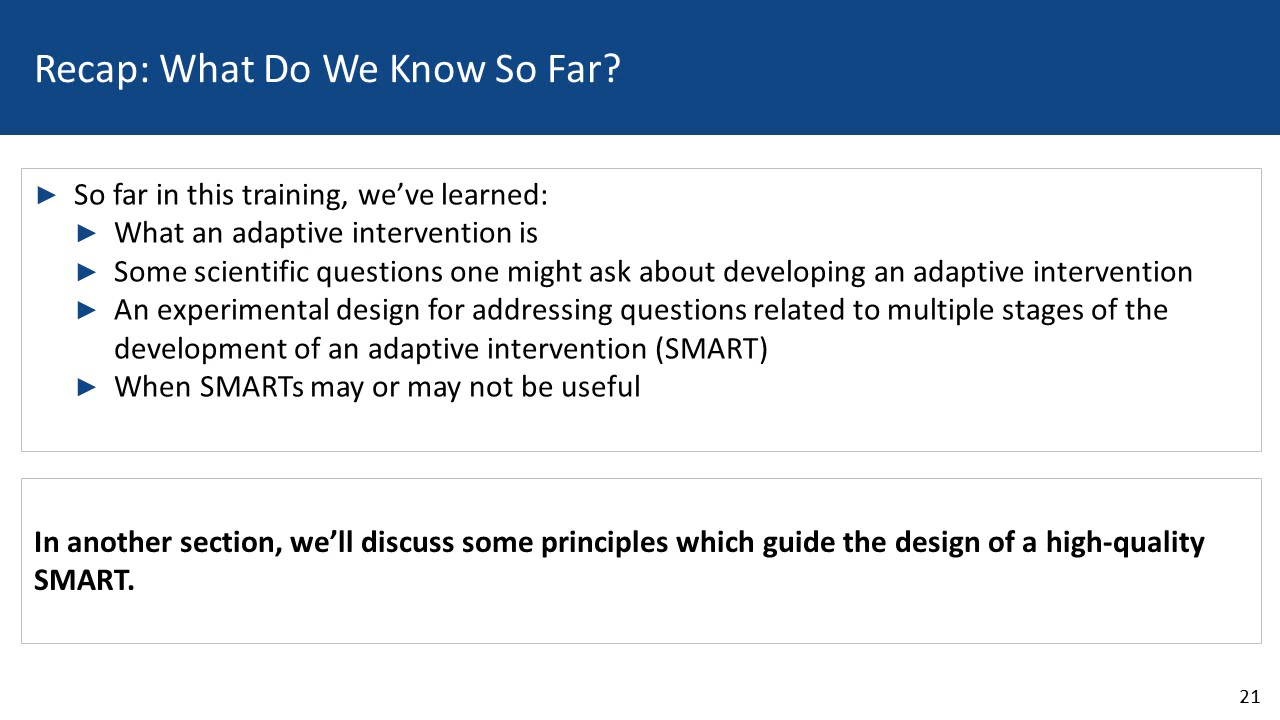 Recap: What Do We Know So Far?
► So far in this training, we’ve learned:
► What an adaptive intervention is
► Some scientific questions one might ask about developing an adaptive intervention
► An experimental design for addressing questions related to multiple stages of the
development of an adaptive intervention (SMART)
► When SMARTs may or may not be useful
In another section, we’ll discuss some principles which guide the design of a high-quality
SMART.
21